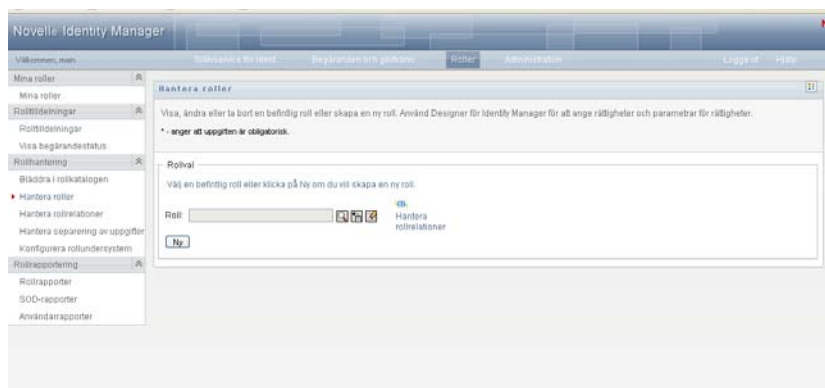 Novell® Identity Manager
Välkommen, main
Begäranden och godkänn...
Roller
Administration
Logga ut
Hjälp
Mina roller
Mina roller
Rolltilldelningar
Rolltilldelningar
Visa begärandestatus
Rollhantering
Bläddra i rollkatalogen
Hantera roller
Hantera rollrelationer
Hantera separering av uppgifter
Konfigurera rollundersystem
Rollrapportering
Rollrapporter
SOD-rapporter
Användarrapporter
Hantera roller
Visa, ändra eller ta bort en befintlig roll eller skapa en ny roll. Använd Designer för Identity Manager för att ange rättigheter och parametrar för rättigheter.
* - anger att uppgiften är obligatorisk.
Rollval
Välj en befintlig roll eller klicka på Ny om du vill skapa en ny roll.
Roll:
Hantera
rollrelationer
Ny